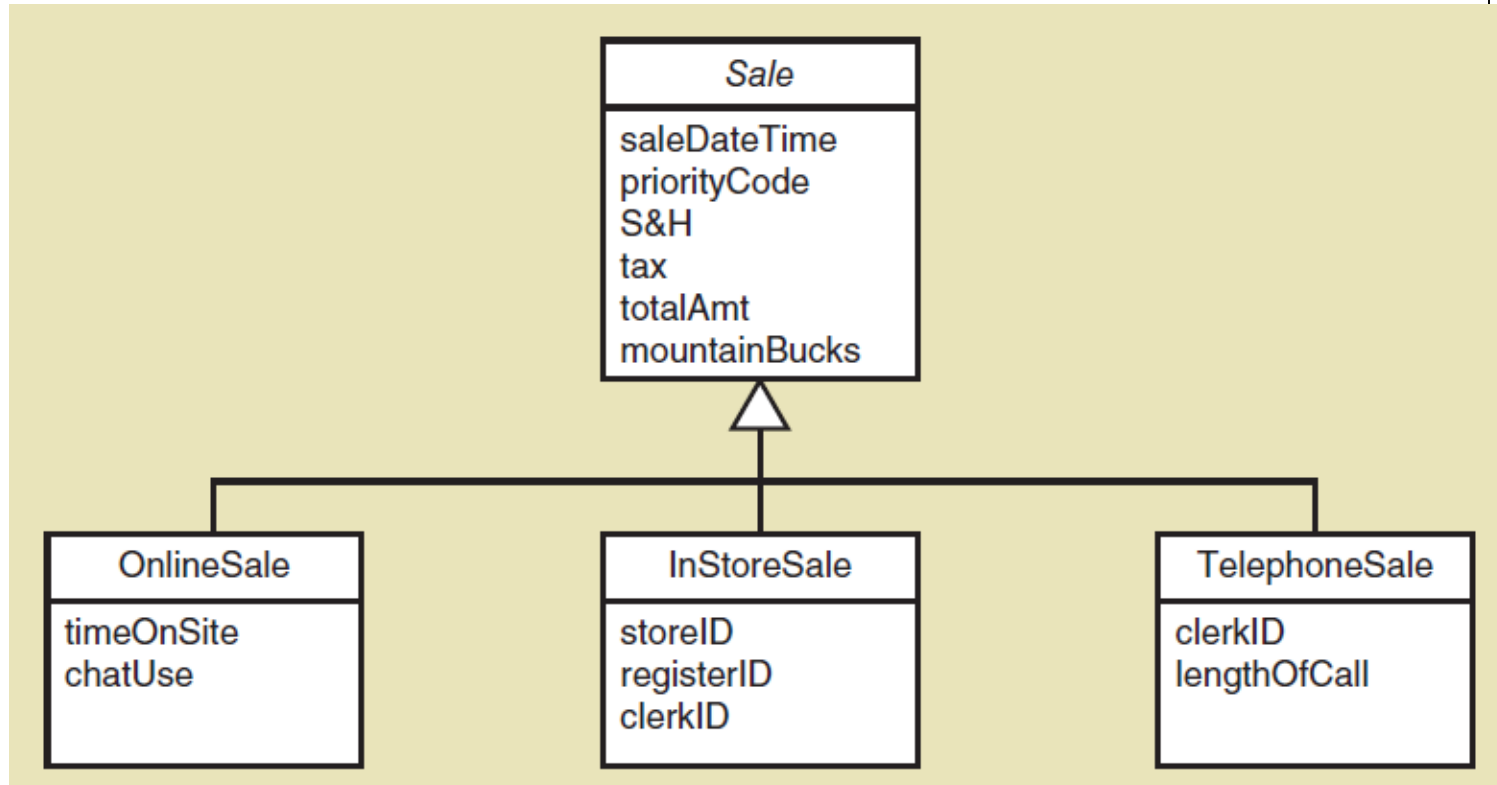 Sale
saleDateTime
priorityCode
S&H
tax
totalAmt
mountainBucks
OnlineSale
timeOnSite
chatUse
InStoreSale
storeID
registerID
clerkID
TelephoneSale
clerkID
lengthOfCall